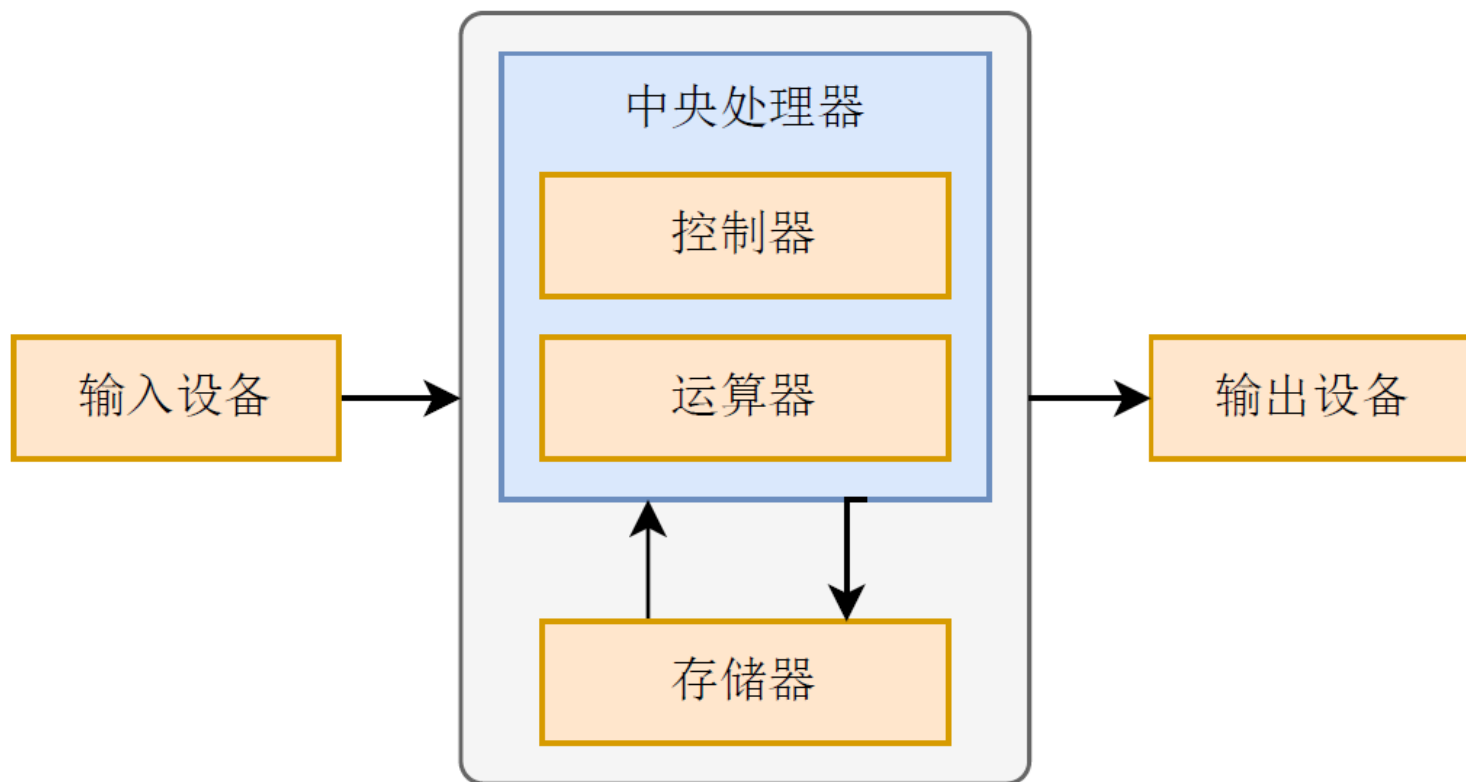 中央处理器
控制器
输入设备
运算器
输出设备
存储器